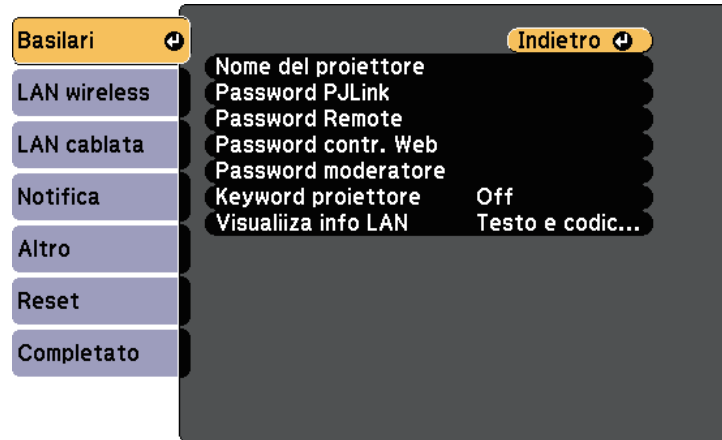 Basilari
LAN wireless
LAN cablata
Notifica
Altro
Reset
Completato
Indietro
Nome del proiettore
Password PJLink
Password Remote
Password contr. Web
Password moderatore
Keyword proiettore Off
Visualiiza info LAN Testo e codic...